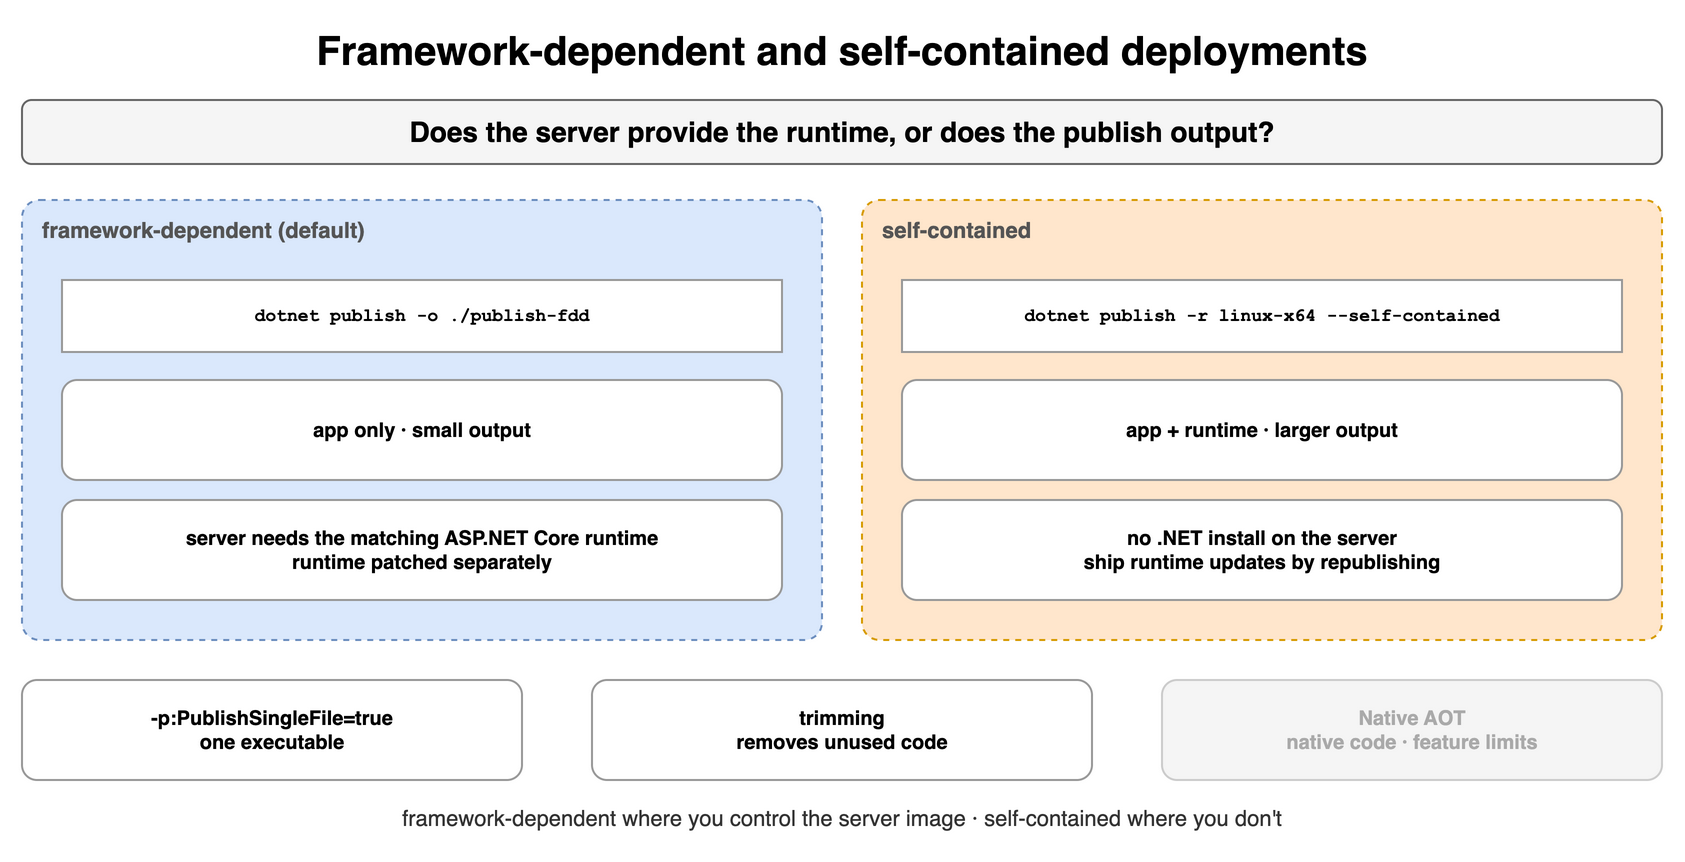 Framework-dependent and self-contained deployments
Does the server provide the runtime, or does the publish output?
framework-dependent (default)
dotnet publish -o ./publish-fdd
app only · small output
server needs the matching ASP.NET Core runtime
runtime patched separately
self-contained
dotnet publish -r linux-x64 --self-contained
app + runtime · larger output
no .NET install on the server
ship runtime updates by republishing
-p:PublishSingleFile=true
one executable
trimming
removes unused code
Native AOT
native code · feature limits
framework-dependent where you control the server image · self-contained where you don't